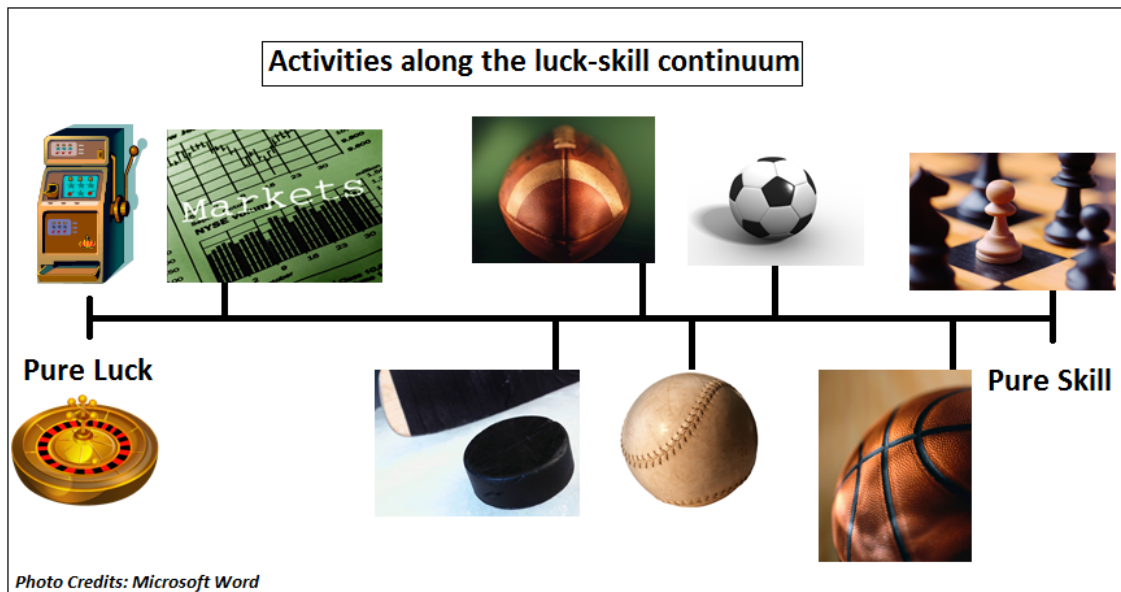 Activities along the luck-skill continuum
Markets
Pure Luck
Pure Skill
Photo Credits: Microsoft Word